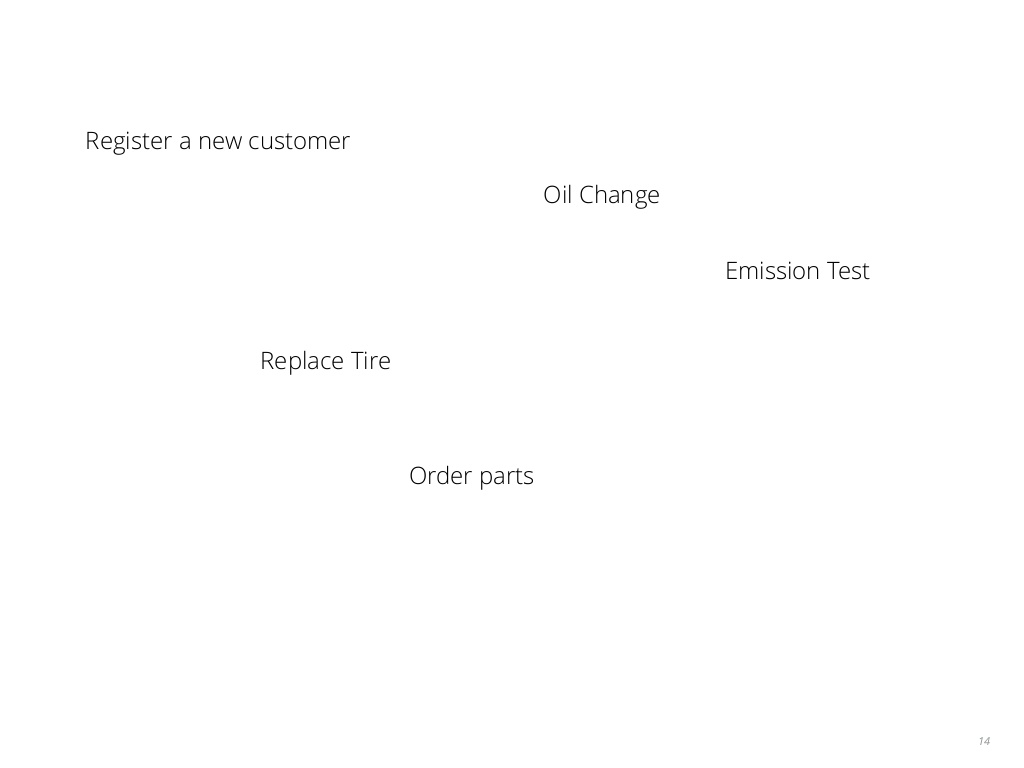 Register a new customer
Oil Change
Emission Test
Replace Tire
Order parts
14